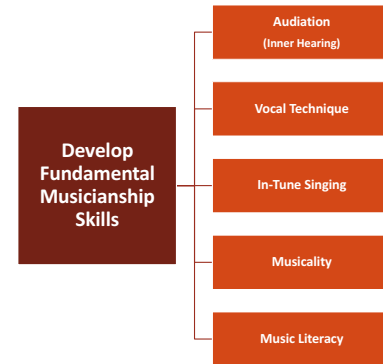 Develop
Fundamental
Musicianship
Skills
Audiation
(Inner Hearing)
Vocal Technique
In-Tune Singing
Musicality
Music Literacy